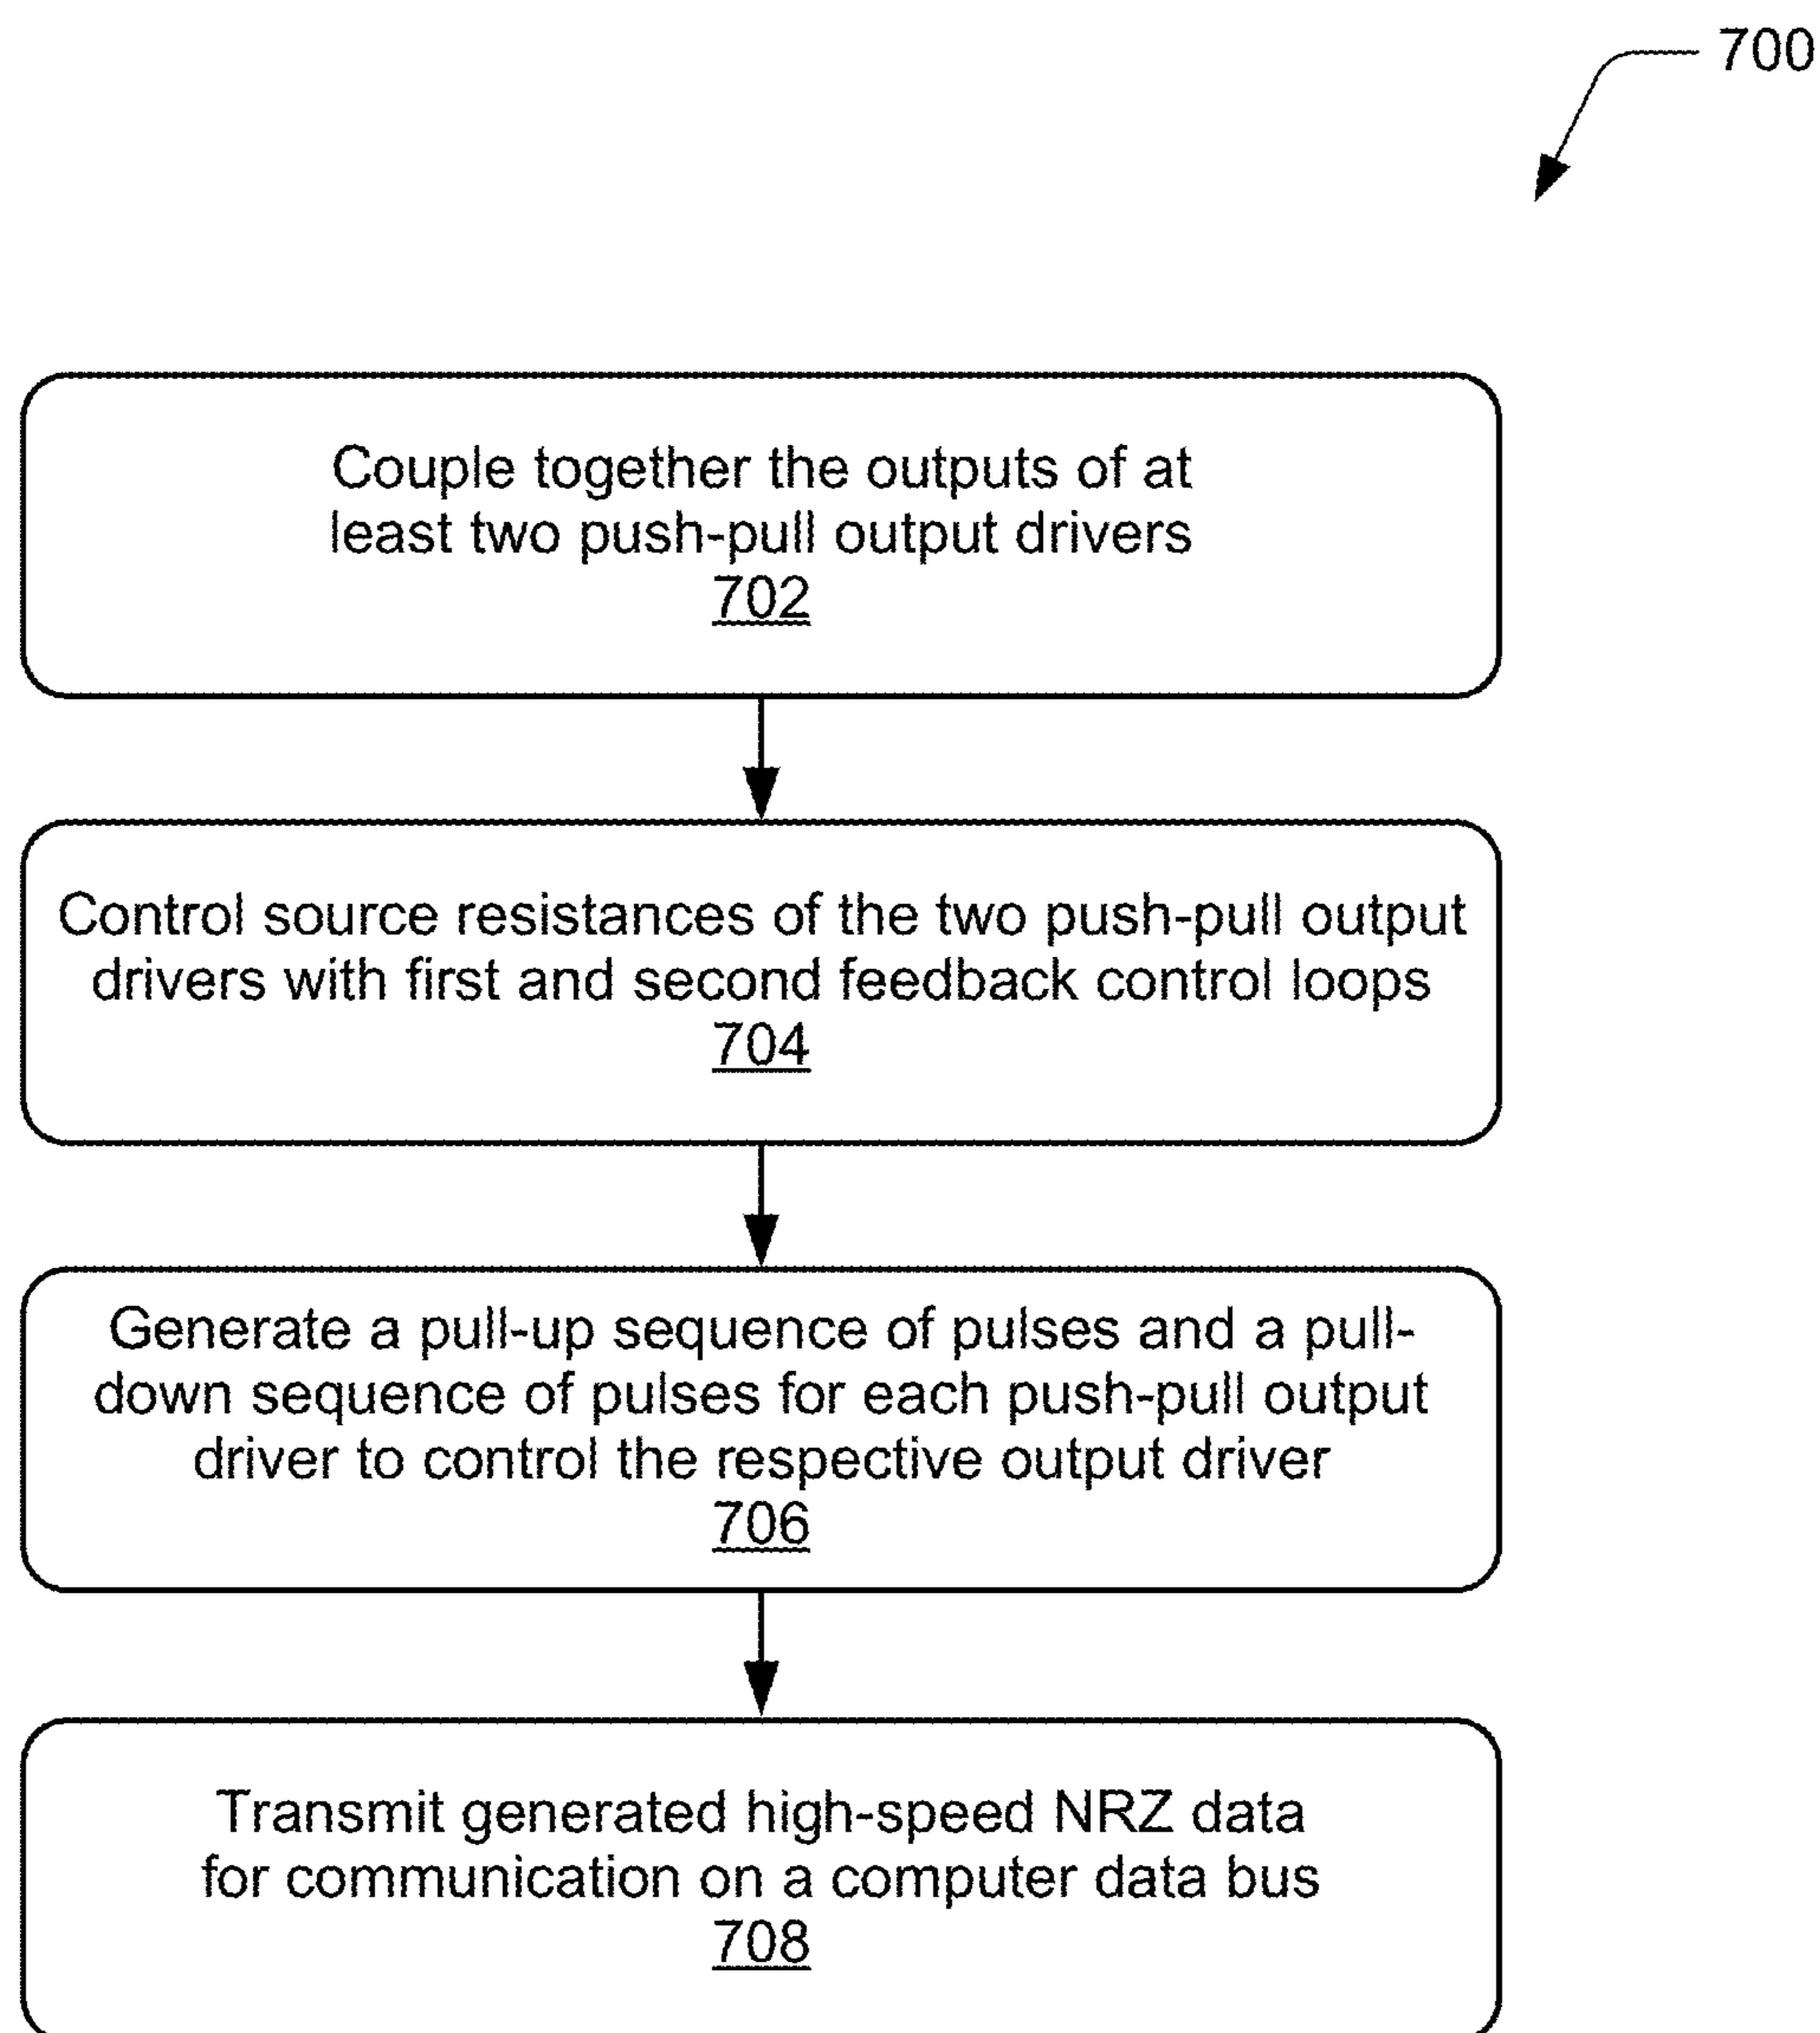 700
Couple together the outputs of at
least two push-pull output drivers
702
Control source resistances of the two push-pull output
drivers with first and second feedback control loops
704
Generate a pull-up sequence of pulses and a pull-
down sequence of pulses for each push-pull output
driver to control the respective output driver
706
Transmit generated high-speed NRZ data
for communication on a computer data bus
708